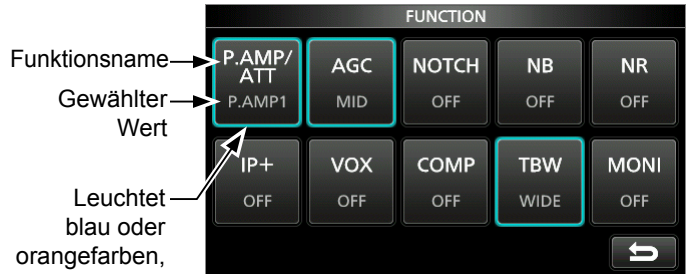 FUNCTION
Funktionsname
Gewählter
Wert
Leuchtet
blau oder
orangefarben,
P.AMP/
ATT
P.AMP1
AGC
MID
NOTCH
OFF
NB
OFF
NR
OFF
IP+
OFF
VOX
OFF
COMP
OFF
TBW
WIDE
MONI
OFF